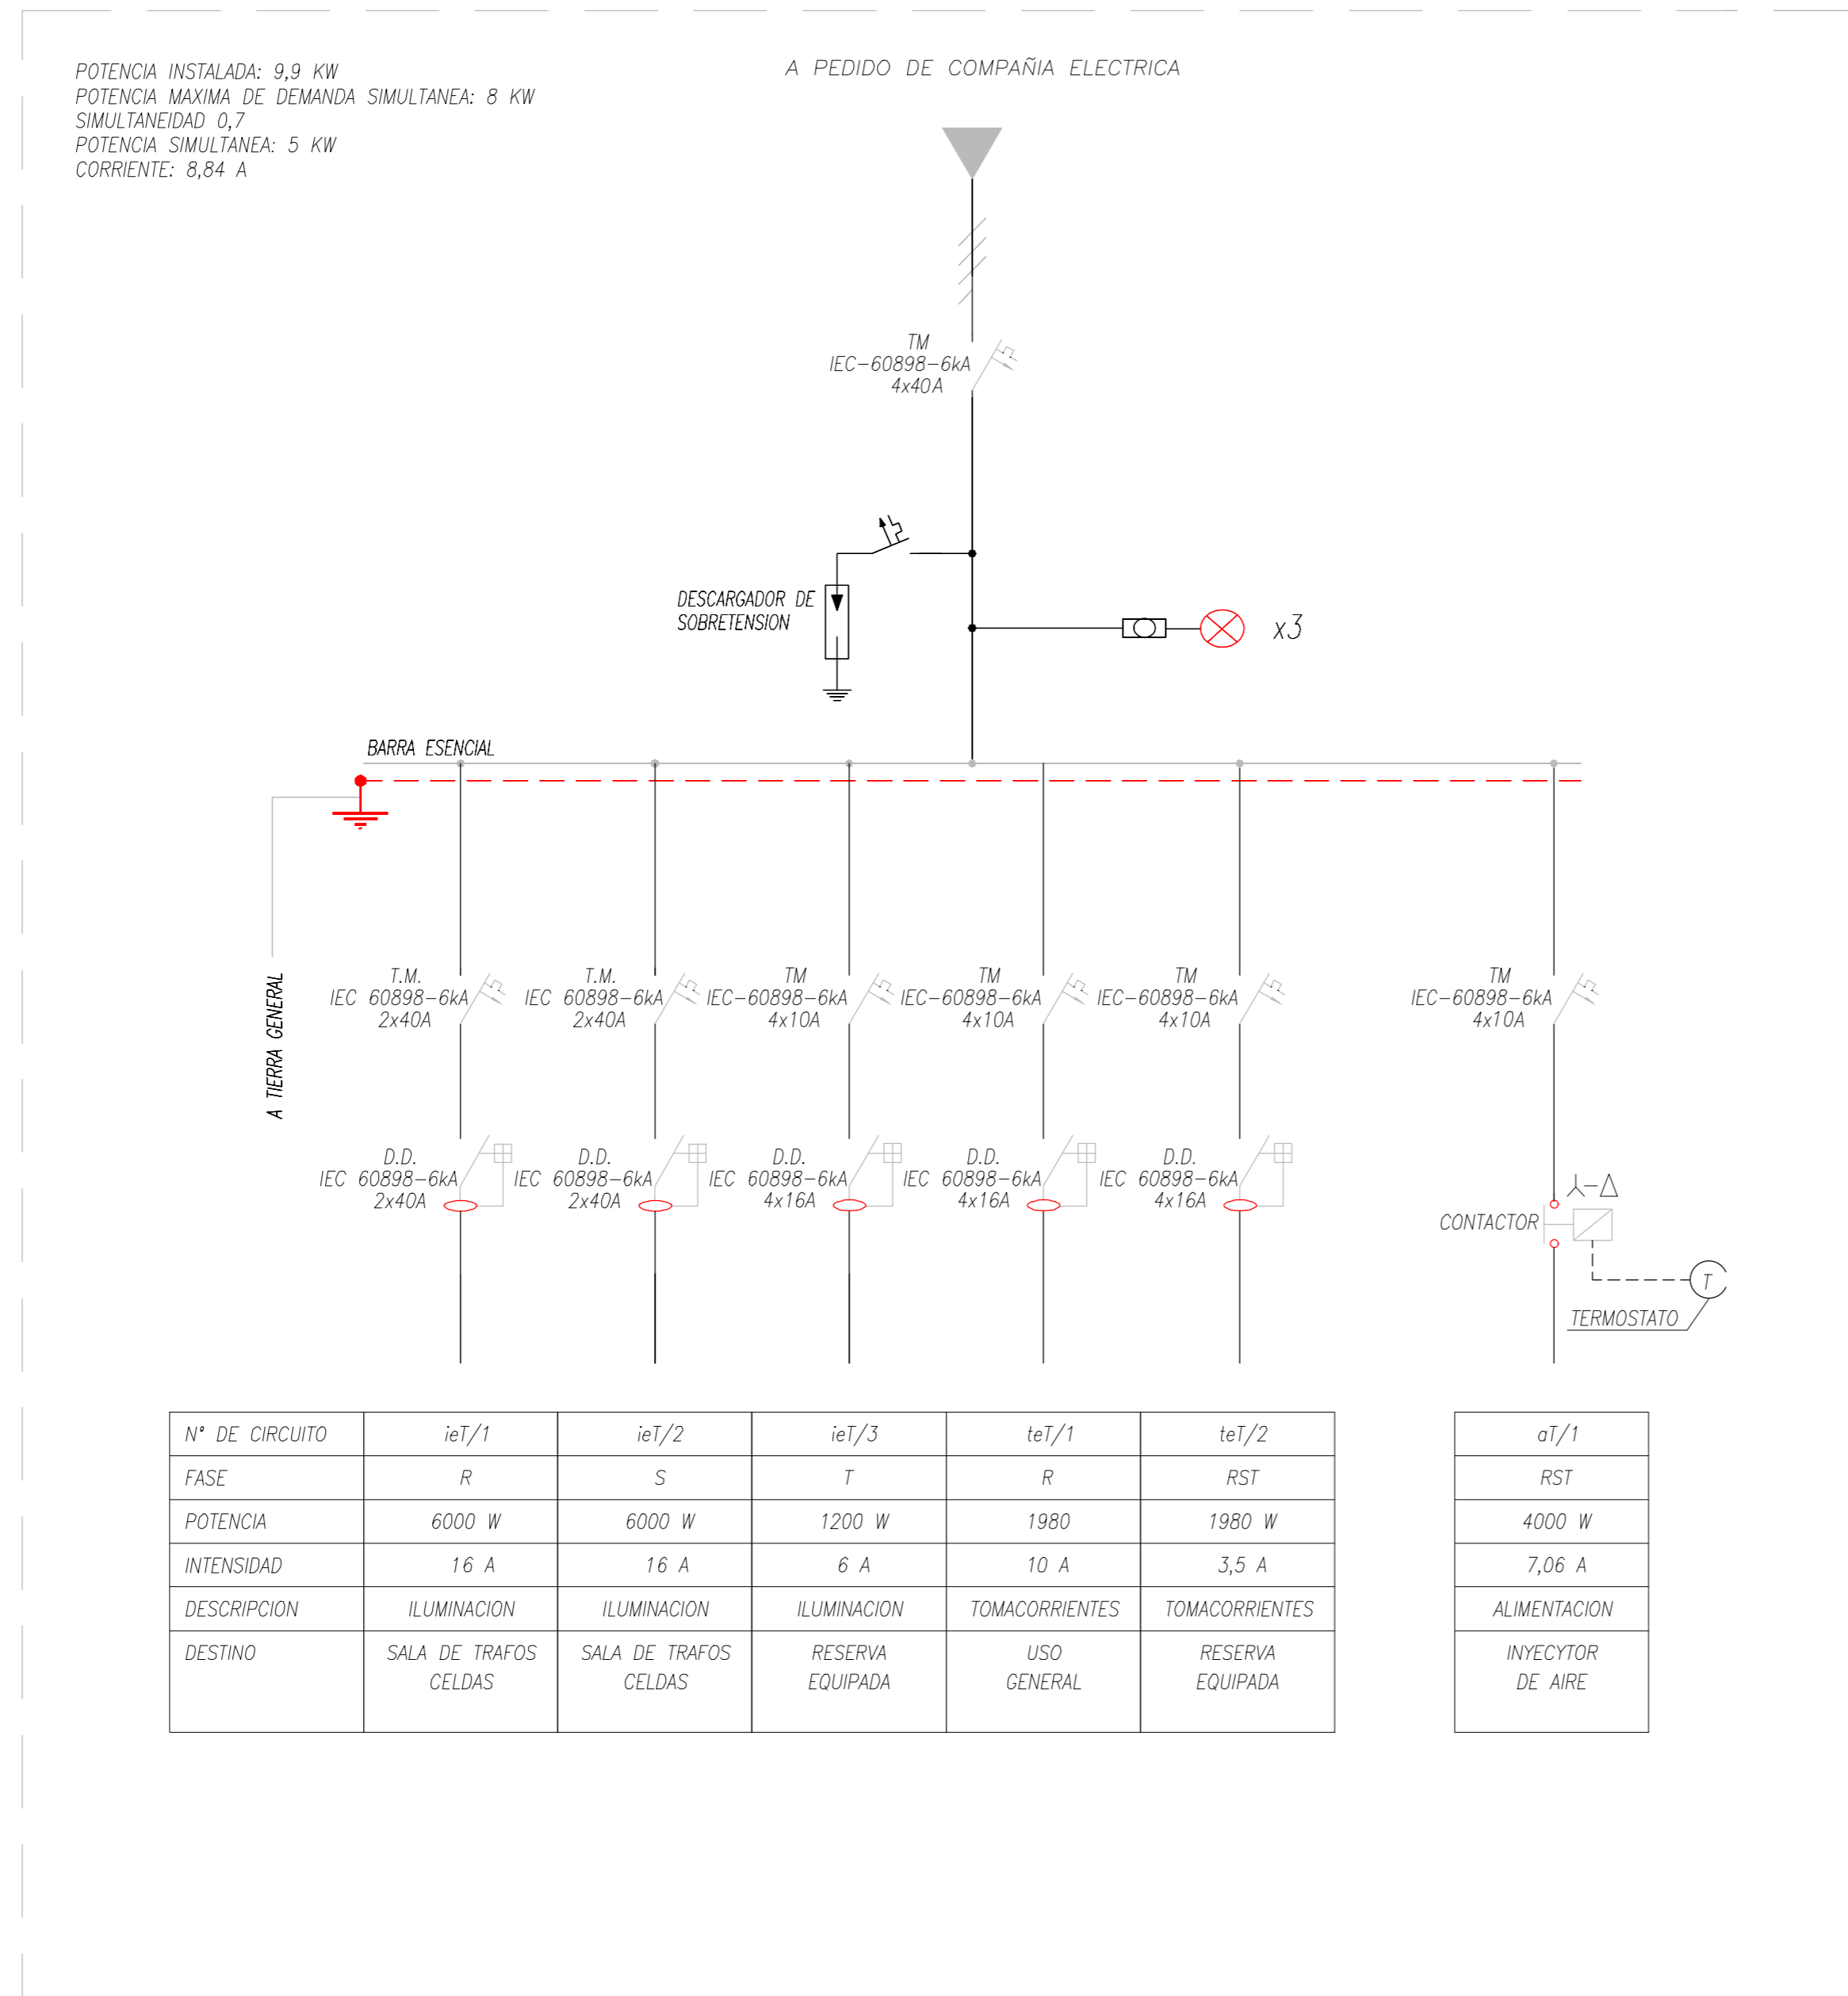 POTENCIA INSTALADA: 9,9 KW
POTENCIA MAXIMA DE DEMANDA SIMULTANEA: 8 KW
SIMULTANEIDAD 0,7
POTENCIA SIMULTANEA: 5 KW
CORRIENTE: 8,84 A
A PEDIDO DE COMPAÑIA ELECTRICA
TM
IEC-60898-6kA
4x40A
DESCARGADOR DE
SOBRETENSION
x3
BARRA ESENCIAL
A TIERRA GENERAL
T.M.
IEC 60898-6kA
2x40A
T.M.
IEC 60898-6kA
2x40A
TM
IEC-60898-6kA
4x10A
TM
IEC-60898-6kA
4x10A
TM
IEC-60898-6kA
4x10A
TM
IEC-60898-6kA
4x10A
D.D.
IEC 60898-6kA
2x40A
D.D.
IEC 60898-6kA
2x40A
D.D.
IEC 60898-6kA
4x16A
D.D.
IEC 60898-6kA
4x16A
D.D.
IEC 60898-6kA
4x16A
CONTACTOR
T
TERMOSTATO
N° DE CIRCUITO ieT/1 ieT/2 ieT/3 teT/1 teT/2 aT/1
FASE R S T R RST RST
POTENCIA 6000 W 6000 W 1200 W 1980 1980 W 4000 W
INTENSIDAD 16 A 16 A 6 A 10 A 3,5 A 7,06 A
DESCRIPCION ILUMINACION ILUMINACION ILUMINACION TOMACORRIENTES TOMACORRIENTES ALIMENTACION
DESTINO SALA DE TRAFOS SALA DE TRAFOS RESERVA USO RESERVA INYECYTOR
CELDAS CELDAS EQUIPADA GENERAL EQUIPADA DE AIRE